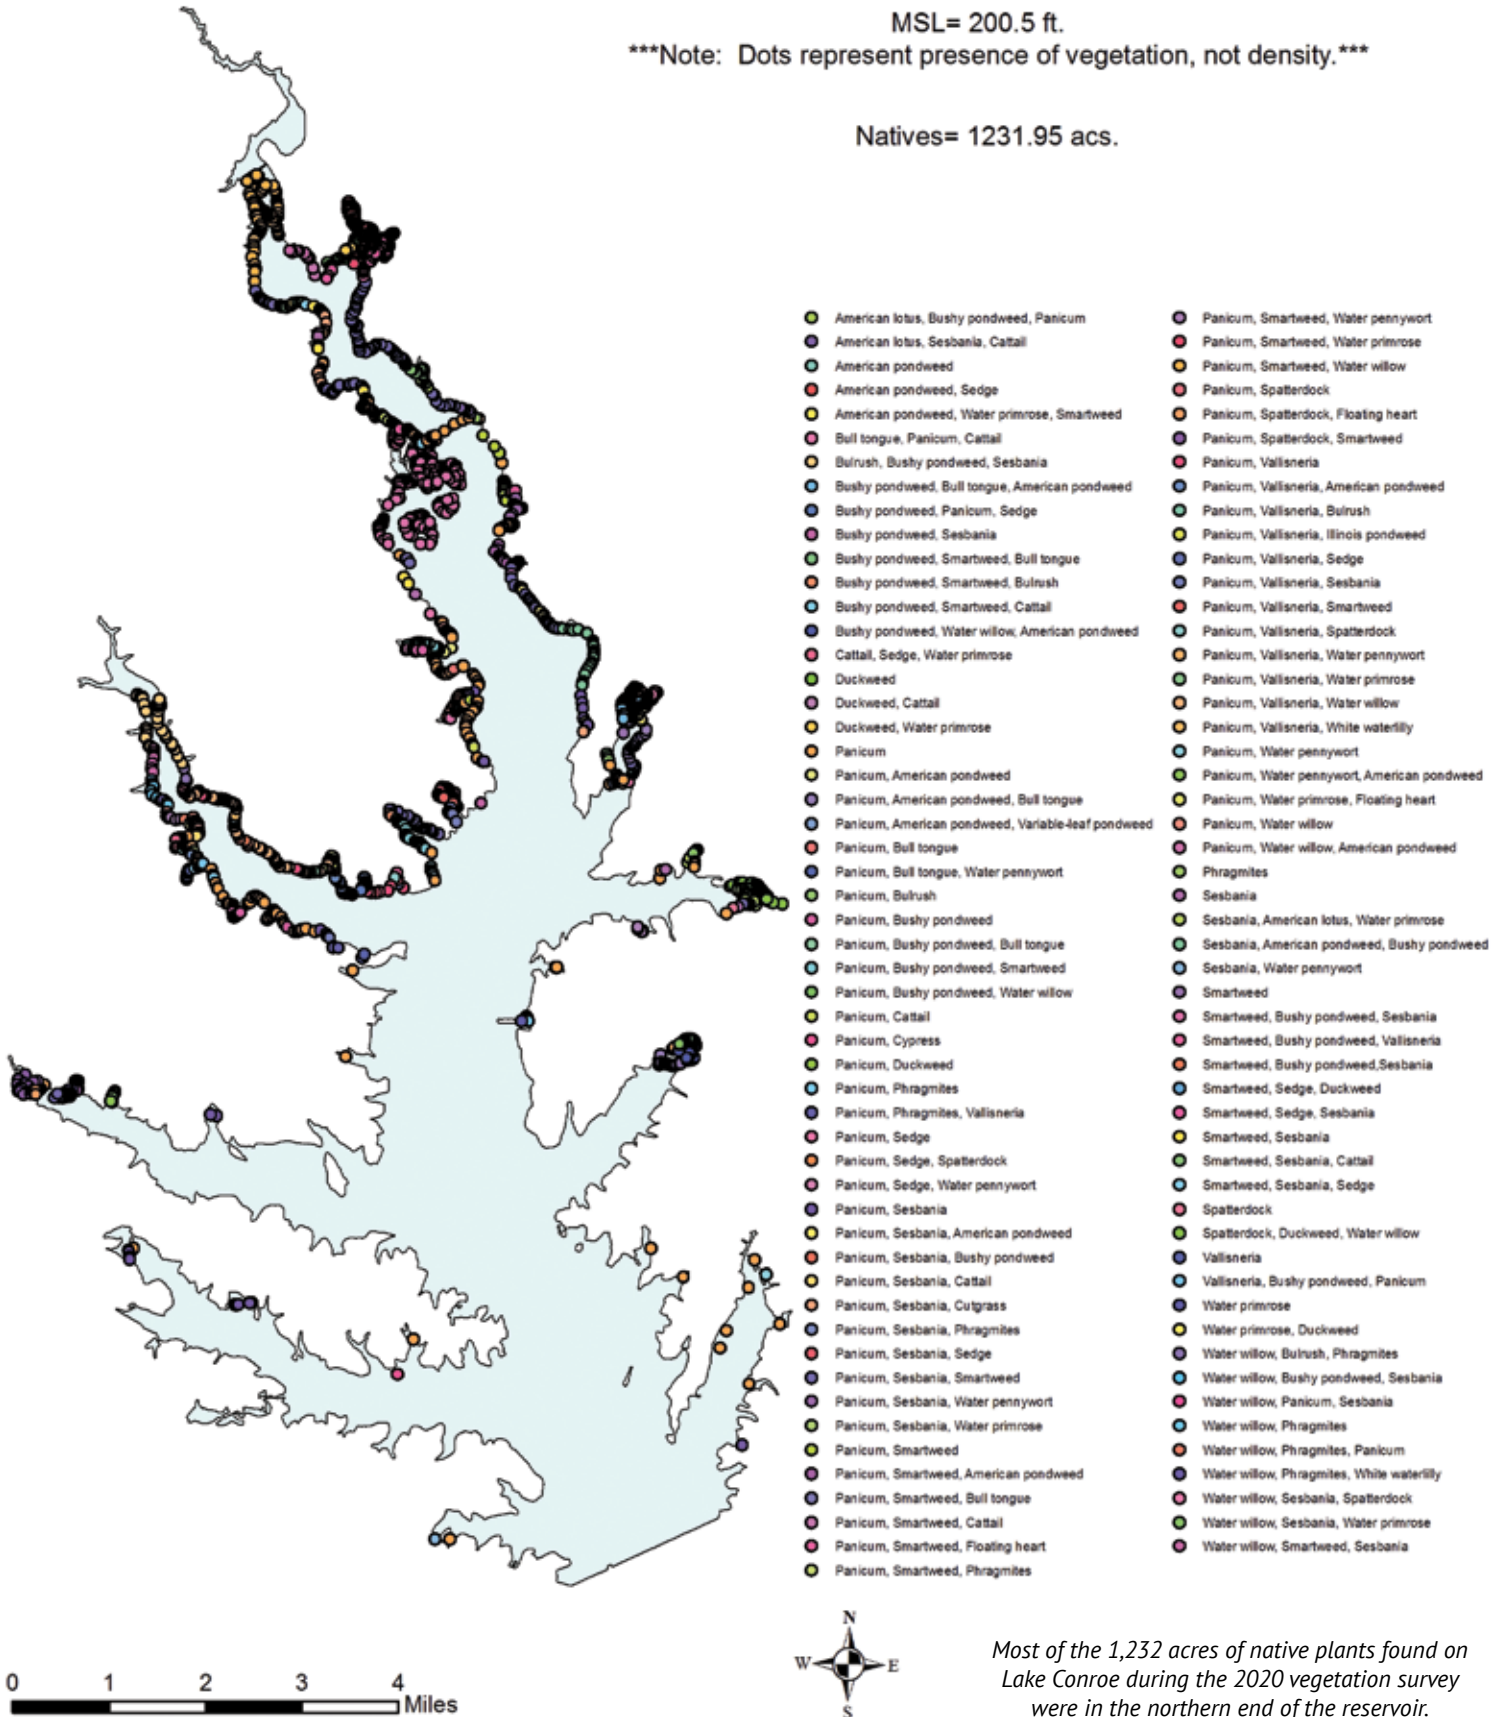 MSL= 200.5 ft.
***Note: Dots represent presence of vegetation, not density.***
Natives= 1231.95 acs.
American lotus, Bushy pondweed, Panicum
American lotus, Sesbania, Cattail
American pondweed
American pondweed, Sedge
American pondweed, Water primrose, Smartweed
Bull tongue, Panicum, Cattail
Bulrush, Bushy pondweed, Sesbania
Bushy pondweed, Bull tongue, American pondweed
Bushy pondweed, Panicum, Sedge
Bushy pondweed, Sesbania
Bushy pondweed, Smartweed, Bull tongue
Bushy pondweed, Smartweed, Bulrush
Bushy pondweed, Smartweed, Cattail
Bushy pondweed, Water willow, American pondweed
Cattail, Sedge, Water primrose
Duckweed
Duckweed, Cattail
Duckweed, Water primrose
Panicum
Panicum, American pondweed
Panicum, American pondweed, Bull tongue
Panicum, American pondweed, Variable-leaf pondweed
Panicum, Bull tongue
Panicum, Bull tongue, Water pennywort
Panicum, Bulrush
Panicum, Bushy pondweed
Panicum, Bushy pondweed, Bull tongue
Panicum, Bushy pondweed, Smartweed
Panicum, Bushy pondweed, Water willow
Panicum, Cattail
Panicum, Cypress
Panicum, Duckweed
Panicum, Phragmites
Panicum, Phragmites, Vallisneria
Panicum, Sedge
Panicum, Sedge, Spatterdock
Panicum, Sedge, Water pennywort
Panicum, Sesbania
Panicum, Sesbania, American pondweed
Panicum, Sesbania, Bushy pondweed
Panicum, Sesbania, Cattail
Panicum, Sesbania, Cutgrass
Panicum, Sesbania, Phragmites
Panicum, Sesbania, Sedge
Panicum, Sesbania, Smartweed
Panicum, Sesbania, Water pennywort
Panicum, Sesbania, Water primrose
Panicum, Smartweed
Panicum, Smartweed, American pondweed
Panicum, Smartweed, Bull tongue
Panicum, Smartweed, Cattail
Panicum, Smartweed, Floating heart
Panicum, Smartweed, Phragmites
Panicum, Smartweed, Water pennywort
Panicum, Smartweed, Water primrose
Panicum, Smartweed, Water willow
Panicum, Spatterdock
Panicum, Spatterdock, Floating heart
Panicum, Spatterdock, Smartweed
Panicum, Vallisneria
Panicum, Vallisneria, American pondweed
Panicum, Vallisneria, Bulrush
Panicum, Vallisneria, Illinois pondweed
Panicum, Vallisneria, Sedge
Panicum, Vallisneria, Sesbania
Panicum, Vallisneria, Smartweed
Panicum, Vallisneria, Spatterdock
Panicum, Vallisneria, Water pennywort
Panicum, Vallisneria, Water primrose
Panicum, Vallisneria, Water willow
Panicum, Vallisneria, White waterlilly
Panicum, Water pennywort
Panicum, Water pennywort, American pondweed
Panicum, Water primrose, Floating heart
Panicum, Water willow
Panicum, Water willow, American pondweed
Phragmites
Sesbania
Sesbania, American lotus, Water primrose
Sesbania, American pondweed, Bushy pondweed
Sesbania, Water pennywort
Smartweed
Smartweed, Bushy pondweed, Sesbania
Smartweed, Bushy pondweed, Vallisneria
Smartweed, Bushy pondweed,Sesbania
Smartweed, Sedge, Duckweed
Smartweed, Sedge, Sesbania
Smartweed, Sesbania
Smartweed, Sesbania, Cattail
Smartweed, Sesbania, Sedge
Spatterdock
Spatterdock, Duckweed, Water willow
Vallisneria
Vallisneria, Bushy pondweed, Panicum
Water primrose
Water primrose, Duckweed
Water willow, Bulrush, Phragmites
Water willow, Bushy pondweed, Sesbania
Water willow, Panicum, Sesbania
Water willow, Phragmites
Water willow, Phragmites, Panicum
Water willow, Phragmites, White waterlilly
Water willow, Sesbania, Spatterdock
Water willow, Sesbania, Water primrose
Water willow, Smartweed, Sesbania
0 1 2 3 4
Miles
N
W E
S
Most of the 1,232 acres of native plants found on
Lake Conroe during the 2020 vegetation survey
were in the northern end of the reservoir.